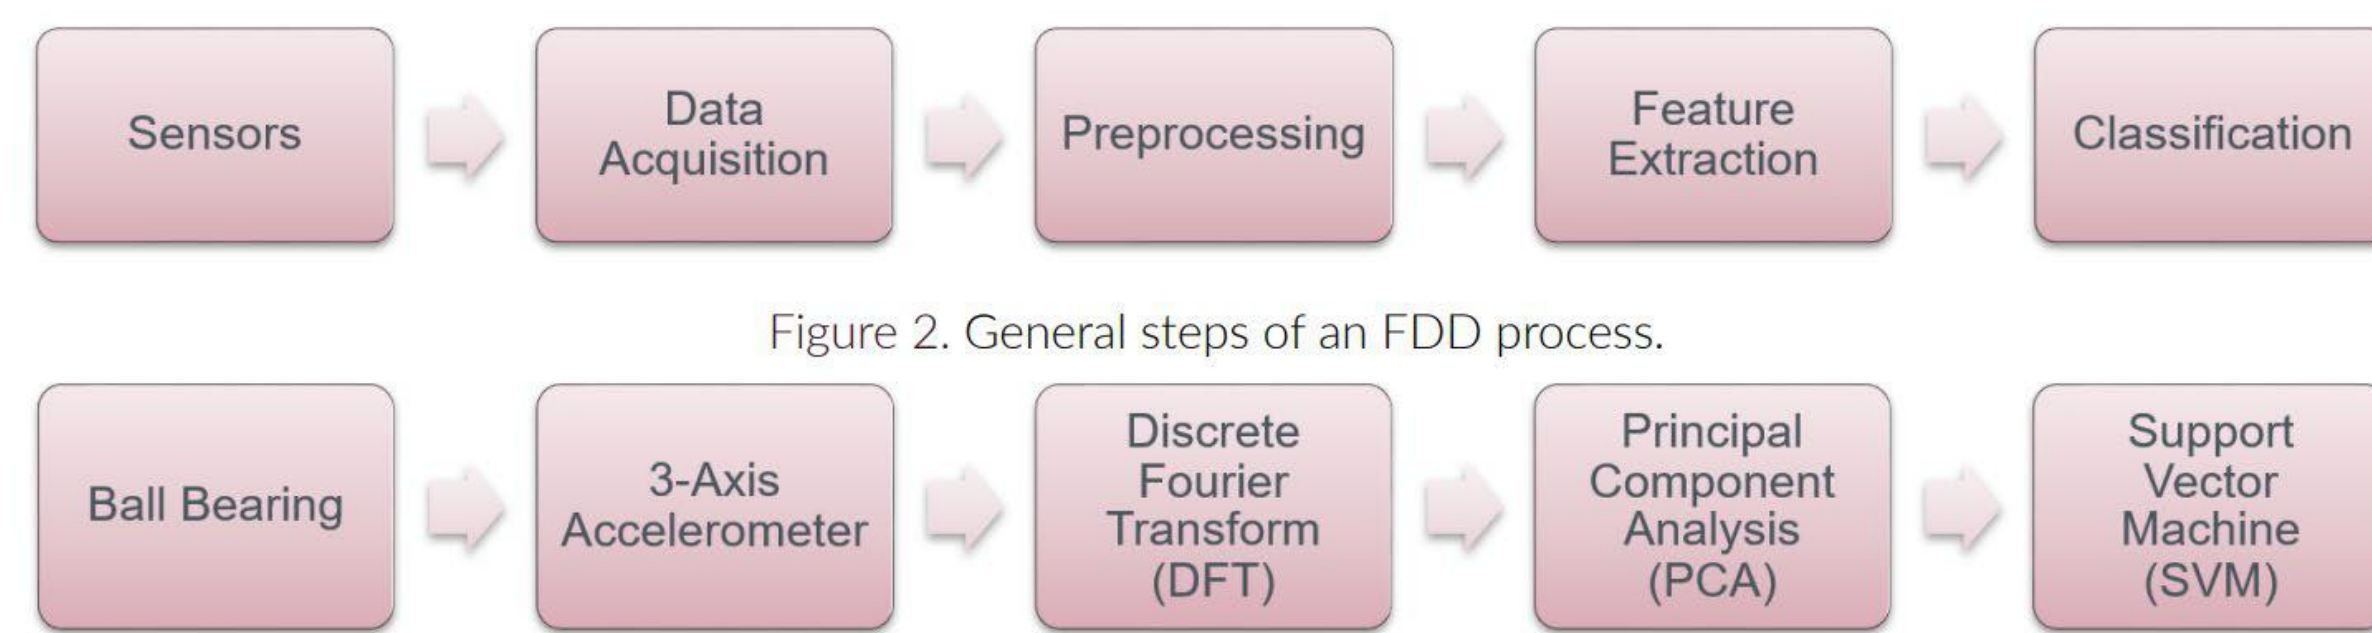 Sensors
Data
Acquisition
Preprocessing
Feature
Extraction
Classification
Figure 2. General steps of an FDD process.
Ball Bearing
3-Axis
Accelerometer
Discrete
Fourier
Transform
(DFT)
Principal
Component
Analysis
(PCA)
Support
Vector
Machine
(SVM)